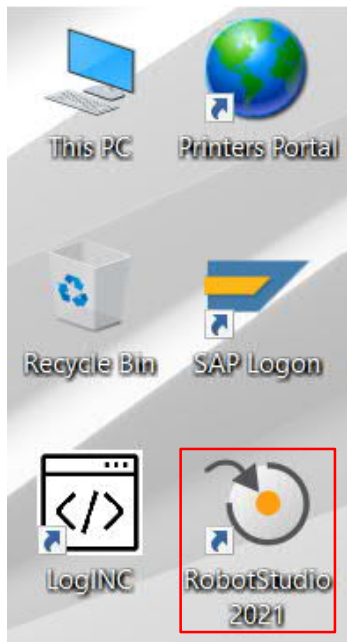 This PC
Printers Portal
Recycle Bin
SAP Logon
</>
LogINC
RobotStudio
2021